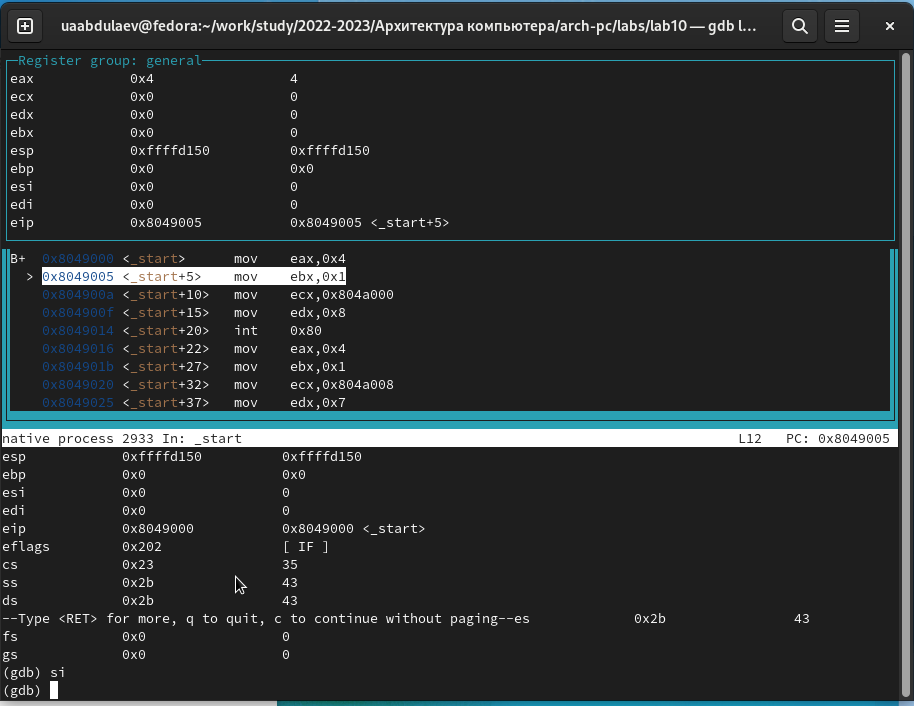 uaabdulaev@fedora:~/work/study/2022-2023/Архитектура компьютера/arch-pc/labs/lab10 — gdb l...
Register group: general
eax 0x4 4
ecx 0x0 0
edx 0x0 0
ebx 0x0 0
esp 0xffffd150 0xffffd150
ebp 0x0 0x0
esi 0x0 0
edi 0x0 0
eip 0x8049005 0x8049005 <_start+5>
B+ 0x8049000 <_start> mov eax,0x4
> 0x8049005 <_start+5> mov ebx,0x1
0x804900a <_start+10> mov ecx,0x804a000
0x804900f <_start+15> mov edx,0x8
0x8049014 <_start+20> int 0x80
0x8049016 <_start+22> mov eax,0x4
0x804901b <_start+27> mov ebx,0x1
0x8049020 <_start+32> mov ecx,0x804a008
0x8049025 <_start+37> mov edx,0x7
native process 2933 In: _start L12 PC: 0x8049005
esp 0xffffd150 0xffffd150
ebp 0x0 0x0
esi 0x0 0
edi 0x0 0
eip 0x8049000 0x8049000 <_start>
eflags 0x202 [ IF ]
cs 0x23 35
ss 0x2b 43
ds 0x2b 43
--Type <RET> for more, q to quit, c to continue without paging--es 0x2b 43
fs 0x0 0
gs 0x0 0
(gdb) si
(gdb)